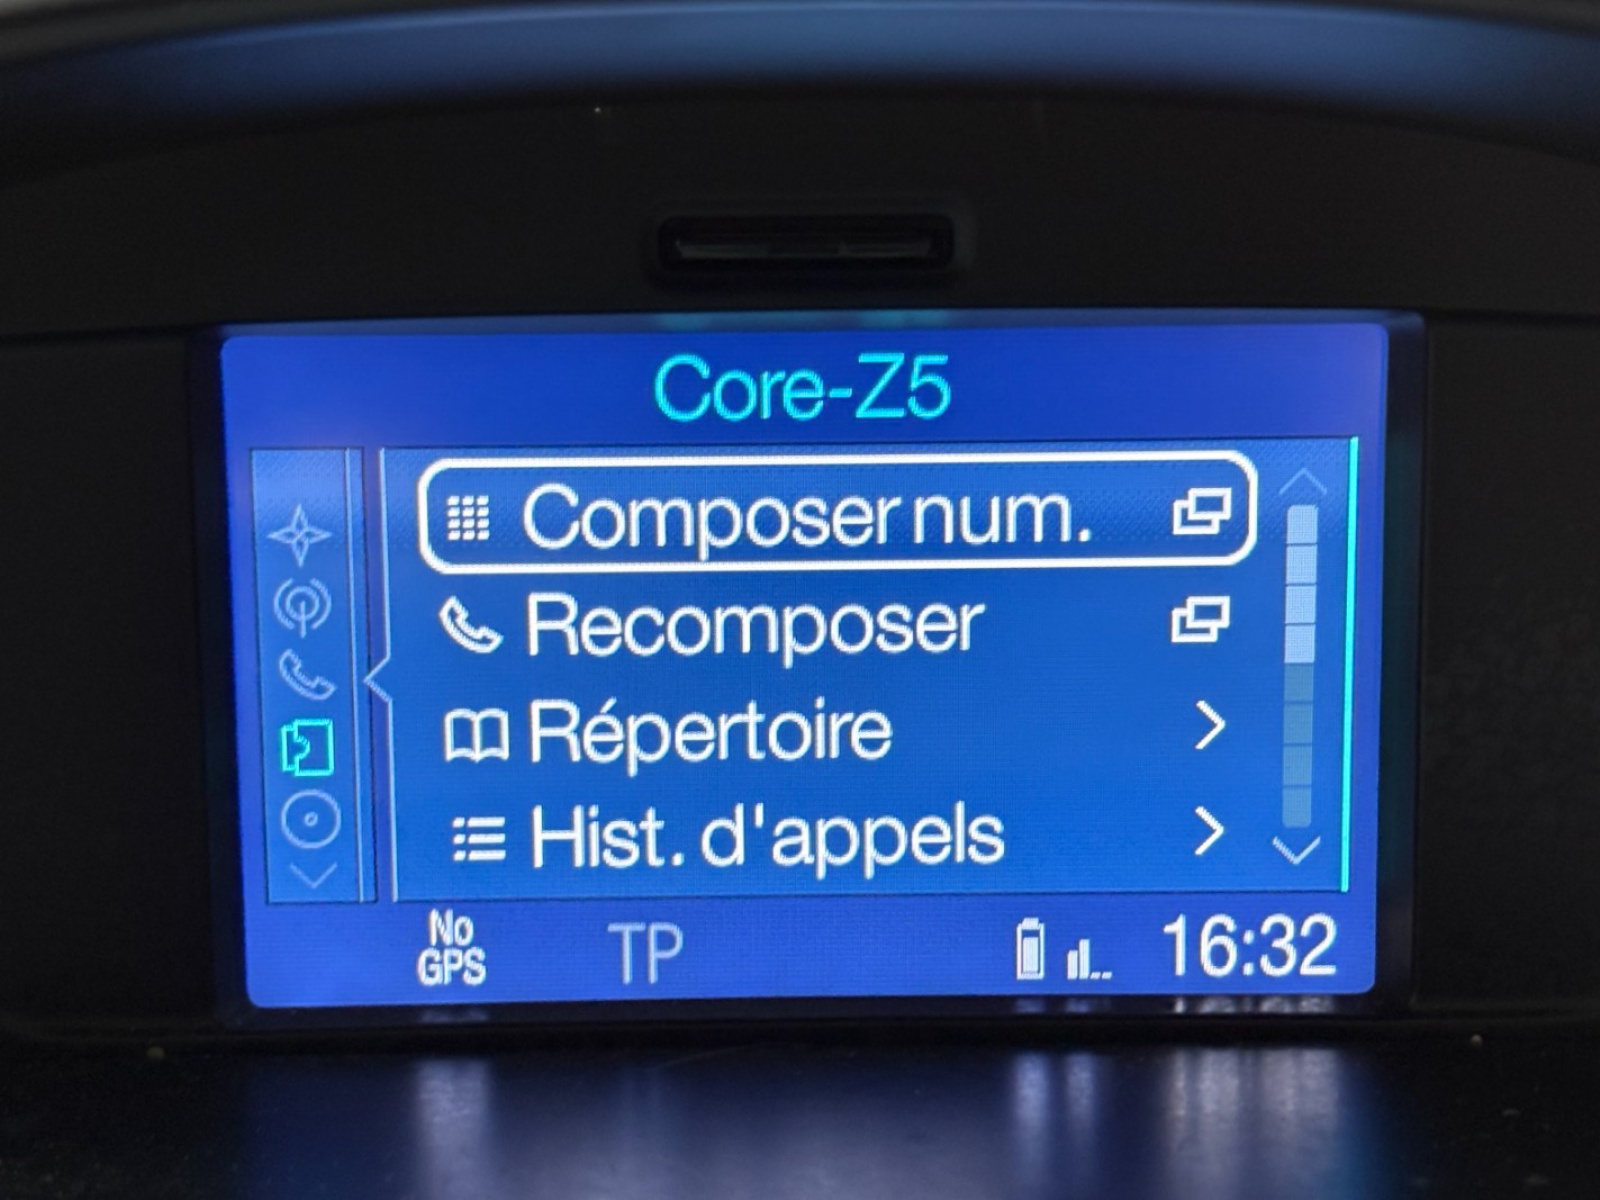 Core-Z5
Composer num.
Recomposer
Répertoire
Hist. d'appels
No
GPS
TP
16:32